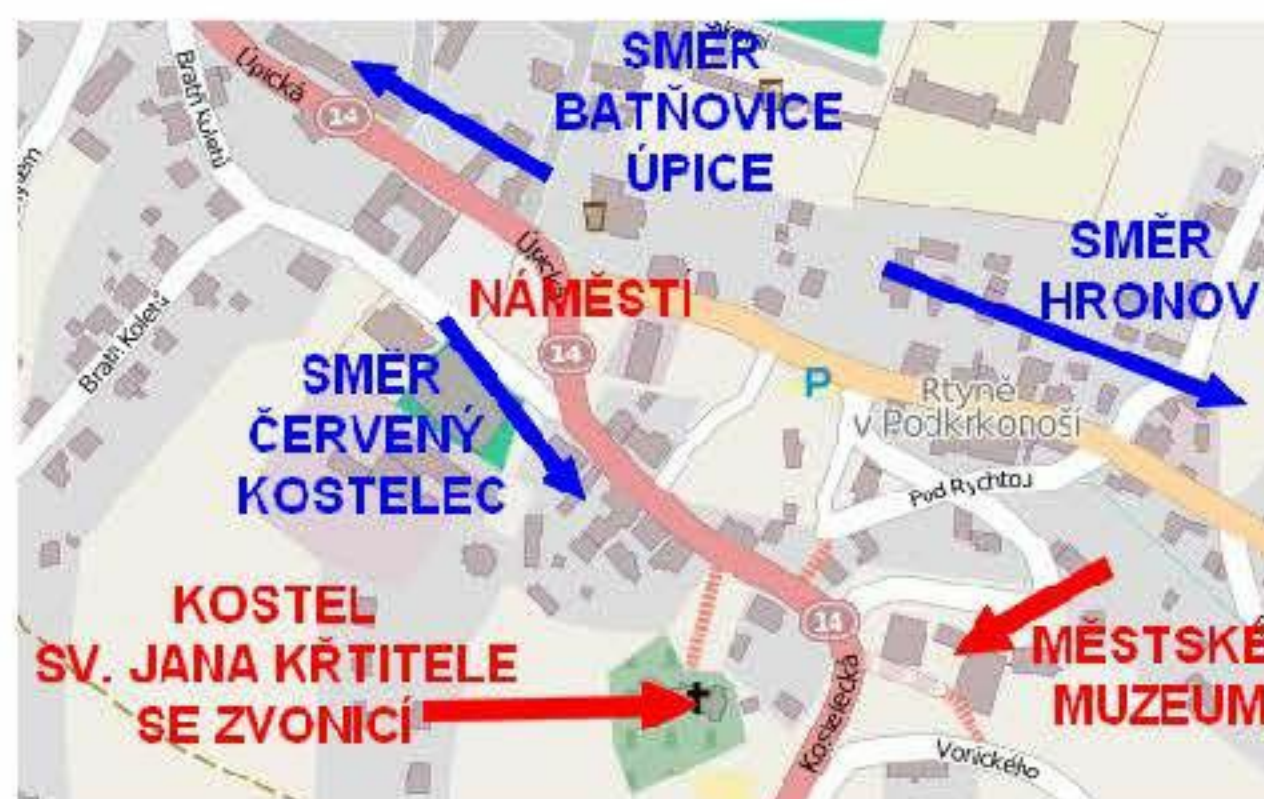 SMĚR
BATŇOVICE
ÚPICE
Úpická
14
Bratří Koletů
Úpická
NÁMĚSTÍ
SMĚR
HRONOV
14
Bratří Koletů
SMĚR
ČERVENÝ
KOSTELEC
P
Rtyně
v Podkrkonoší
Pod Rychtou
KOSTEL
SV. JANA KŘTITELE
SE ZVONICÍ
14
MĚSTSKÉ
MUZEUM
Kostelecká
Vorického